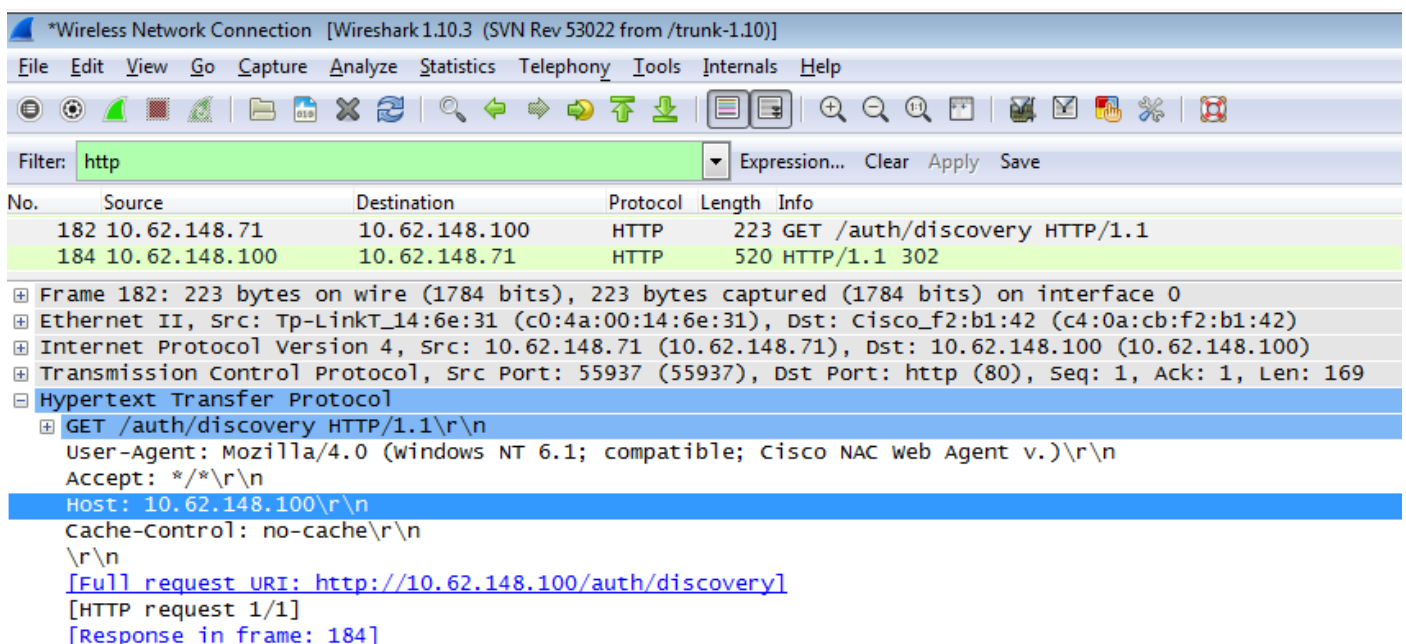 *Wireless Network Connection [Wireshark 1.10.3 (SVN Rev 53022 from /trunk-1.10)]
File Edit View Go Capture Analyze Statistics Telephony Tools Internals Help
Filter: http Expression... Clear Apply Save
No. Source Destination Protocol Length Info
182 10.62.148.71 10.62.148.100 HTTP 223 GET /auth/discovery HTTP/1.1
184 10.62.148.100 10.62.148.71 HTTP 520 HTTP/1.1 302
Frame 182: 223 bytes on wire (1784 bits), 223 bytes captured (1784 bits) on interface 0
Ethernet II, Src: Tp-LinkT_14:6e:31 (c0:4a:00:14:6e:31), Dst: Cisco_f2:b1:42 (c4:0a:cb:f2:b1:42)
Internet Protocol Version 4, Src: 10.62.148.71 (10.62.148.71), Dst: 10.62.148.100 (10.62.148.100)
Transmission Control Protocol, Src Port: 55937 (55937), Dst Port: http (80), Seq: 1, Ack: 1, Len: 169
Hypertext Transfer Protocol
GET /auth/discovery HTTP/1.1\r\n
User-Agent: Mozilla/4.0 (Windows NT 6.1; compatible; Cisco NAC Web Agent v.)\r\n
Accept: */*\r\n
Host: 10.62.148.100\r\n
Cache-Control: no-cache\r\n
\r\n
[Full request URI: http://10.62.148.100/auth/discovery]
[HTTP request 1/1]
[Response in frame: 184]